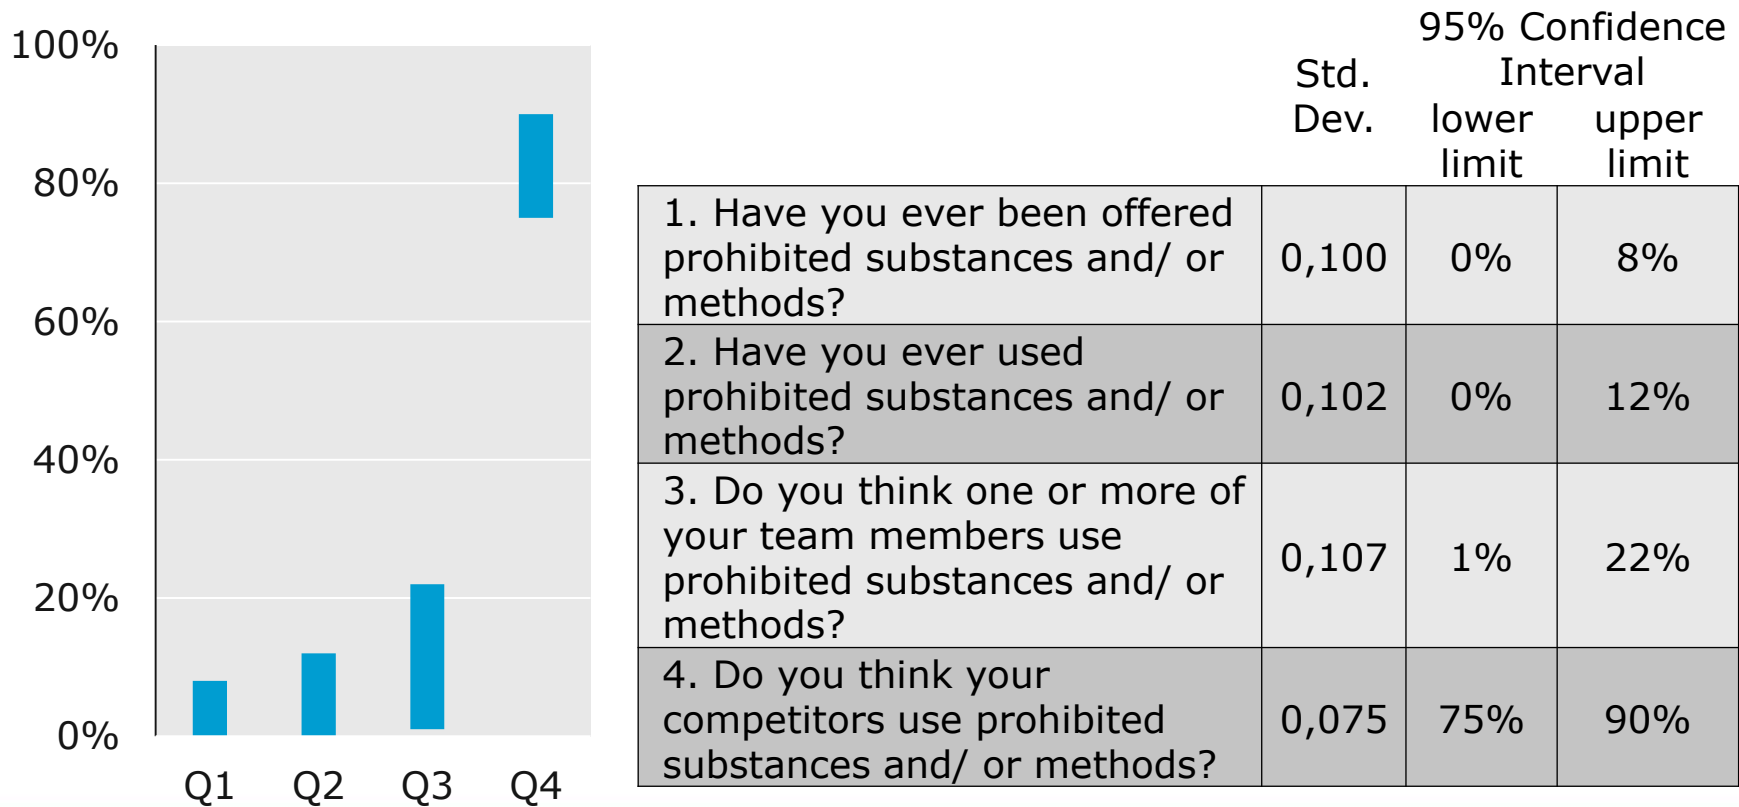 100%
80%
60%
40%
20%
0%
Q1 Q2 Q3 Q4
95% Confidence
Interval
Std.
Dev.
lower
limit
upper
limit
1. Have you ever been offered
prohibited substances and/ or
methods?
0,100 0% 8%
2. Have you ever used
prohibited substances and/ or
methods?
0,102 0% 12%
3. Do you think one or more of
your team members use
prohibited substances and/ or
methods?
0,107 1% 22%
4. Do you think your
competitors use prohibited
substances and/ or methods?
0,075 75% 90%